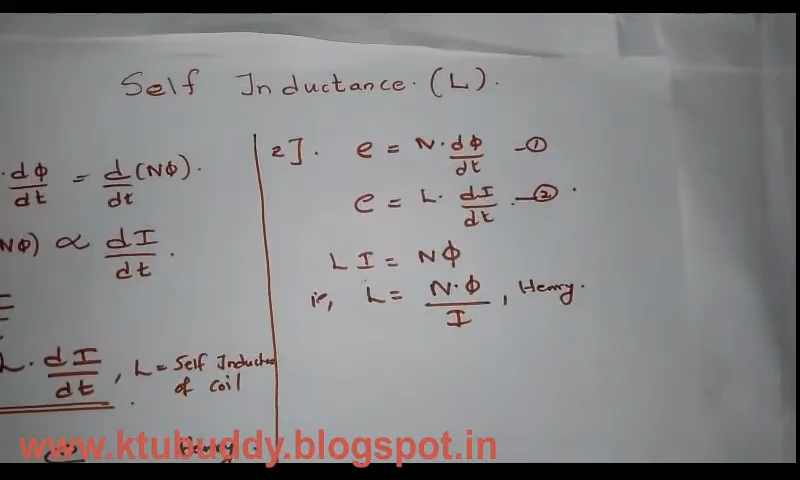 Self Inductance. (L).
. dΦ/dt = d/dt (NΦ).
NΦ) ∝ dI/dt .
L. dI/dt , L = Self Inductance
of coil
Henry.
2]. e = N. dΦ/dt -①
e = L. dI/dt. -② .
L I = NΦ
ie, L = N.Φ/I , Henry.
www.ktubuddy.blogspot.in